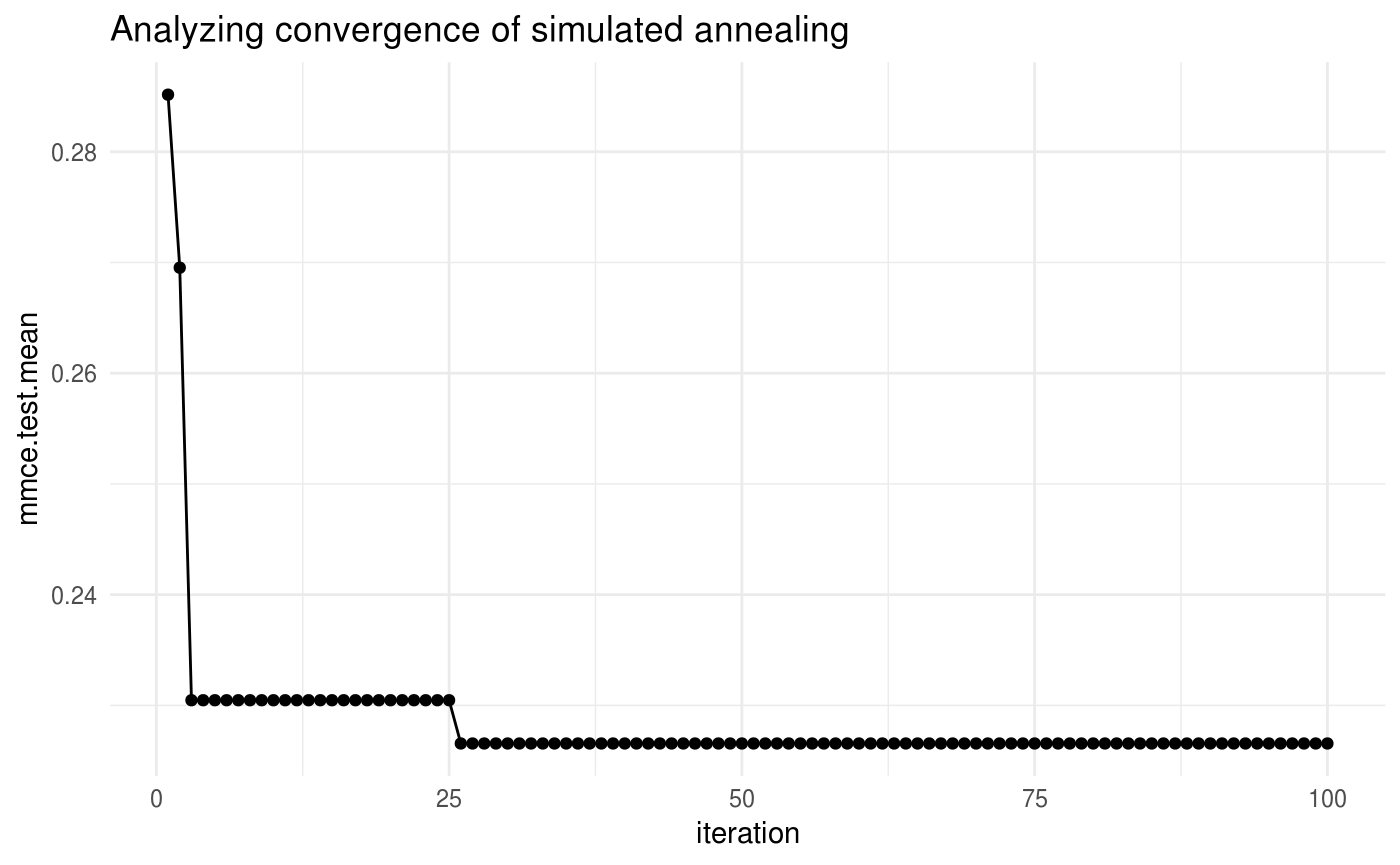 Analyzing convergence of simulated annealing
mmce.test.mean
0.28
0.26
0.24
0
25
50
75
100
iteration